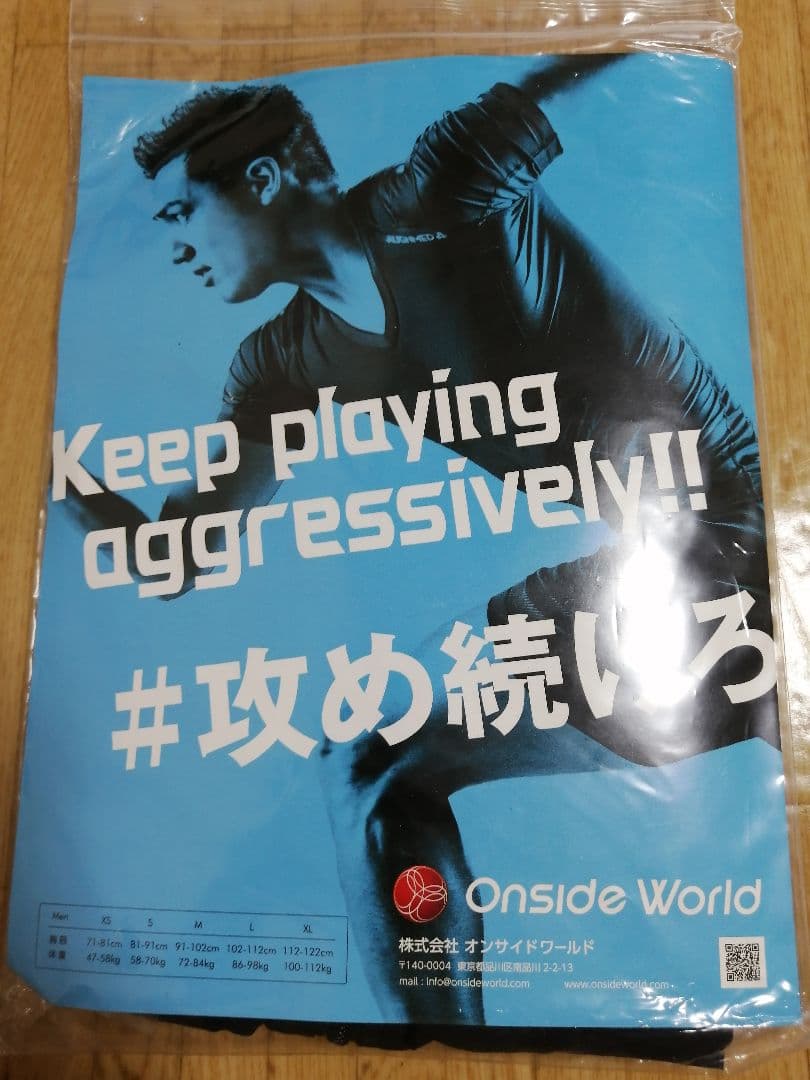 ALIGNMED
Keep playing
aggressively!!
#攻め続けろ
Onside World
株式会社 オンサイドワールド
〒140-0004 東京都品川区南品川 2-2-13
mail : info@onsideworld.com www.onsideworld.com
Men XS S M L XL
胸囲 71-81cm 81-91cm 91-102cm 102-112cm 112-122cm
体重 47-58kg 58-70kg 72-84kg 86-98kg 100-112kg